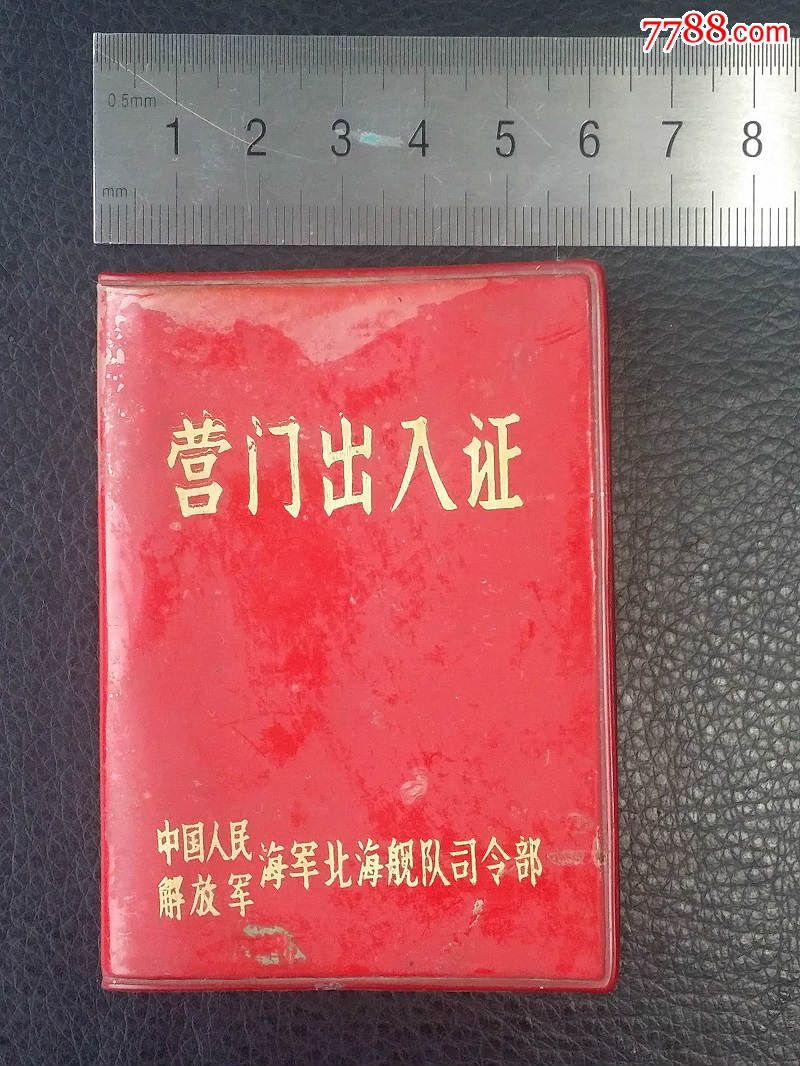 7788.com
0.5mm
1 2 3 4 5 6 7 8
mm
营门出入证
中国人民
解放军
海军北海舰队司令部